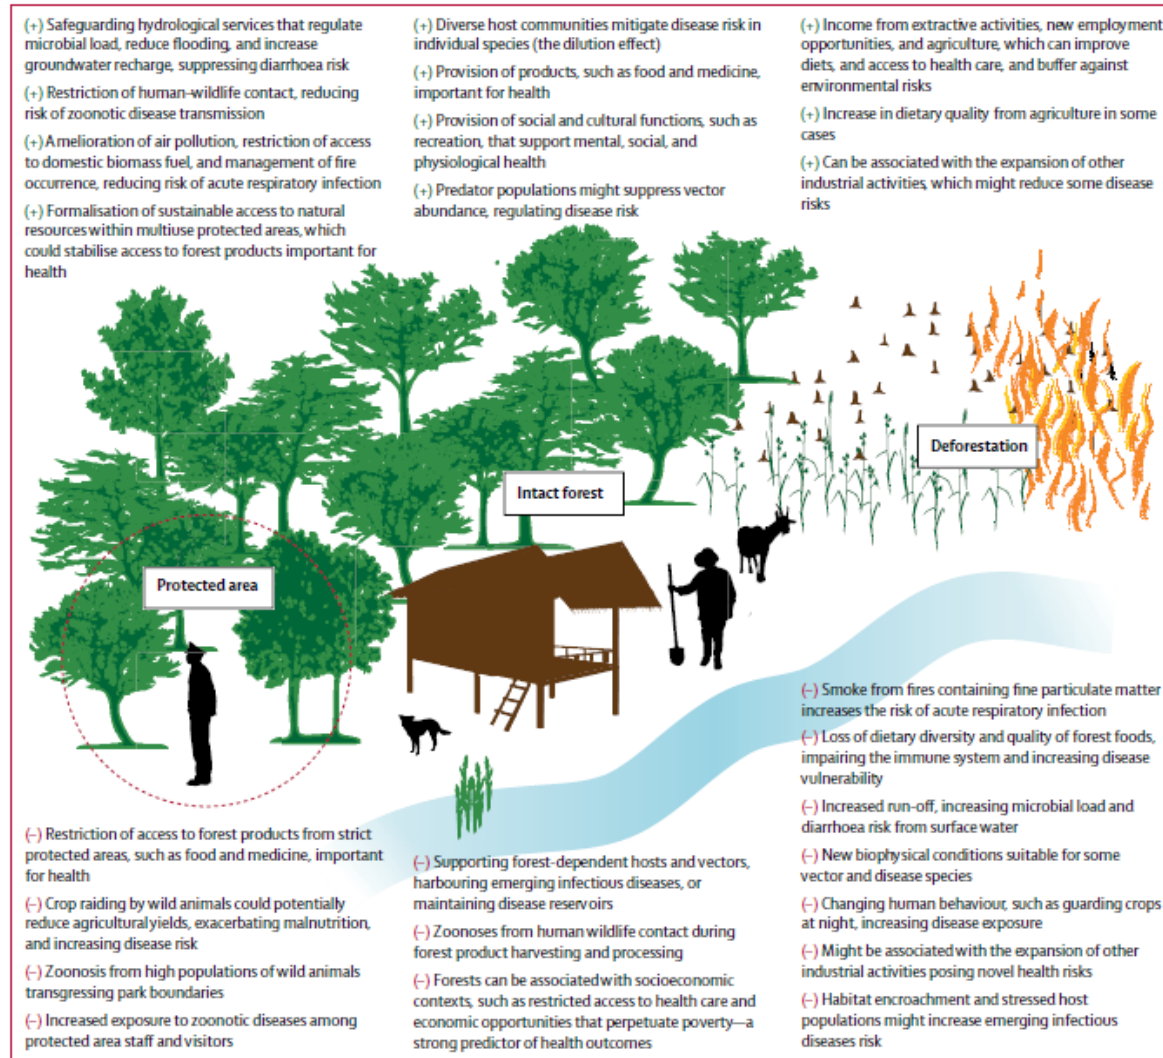 (+) Safeguarding hydrological services that regulate
microbial load, reduce flooding, and increase
groundwater recharge, suppressing diarrhoea risk
(+) Restriction of human–wildlife contact, reducing
risk of zoonotic disease transmission
(+) Amelioration of air pollution, restriction of access
to domestic biomass fuel, and management of fire
occurrence, reducing risk of acute respiratory infection
(+) Formalisation of sustainable access to natural
resources within multiuse protected areas, which
could stabilise access to forest products important for
health
(+) Diverse host communities mitigate disease risk in
individual species (the dilution effect)
(+) Provision of products, such as food and medicine,
important for health
(+) Provision of social and cultural functions, such as
recreation, that support mental, social, and
physiological health
(+) Predator populations might suppress vector
abundance, regulating disease risk
(+) Income from extractive activities, new employment
opportunities, and agriculture, which can improve
diets, and access to health care, and buffer against
environmental risks
(+) Increase in dietary quality from agriculture in some
cases
(+) Can be associated with the expansion of other
industrial activities, which might reduce some disease
risks
Deforestation
Intact forest
Protected area
(–) Restriction of access to forest products from strict
protected areas, such as food and medicine, important
for health
(–) Crop raiding by wild animals could potentially
reduce agricultural yields, exacerbating malnutrition,
and increasing disease risk
(–) Zoonosis from high populations of wild animals
transgressing park boundaries
(–) Increased exposure to zoonotic diseases among
protected area staff and visitors
(–) Supporting forest-dependent hosts and vectors,
harbouring emerging infectious diseases, or
maintaining disease reservoirs
(–) Zoonoses from human wildlife contact during
forest product harvesting and processing
(–) Forests can be associated with socioeconomic
contexts, such as restricted access to health care and
economic opportunities that perpetuate poverty—a
strong predictor of health outcomes
(–) Smoke from fires containing fine particulate matter
increases the risk of acute respiratory infection
(–) Loss of dietary diversity and quality of forest foods,
impairing the immune system and increasing disease
vulnerability
(–) Increased run-off, increasing microbial load and
diarrhoea risk from surface water
(–) New biophysical conditions suitable for some
vector and disease species
(–) Changing human behaviour, such as guarding crops
at night, increasing disease exposure
(–) Might be associated with the expansion of other
industrial activities posing novel health risks
(–) Habitat encroachment and stressed host
populations might increase emerging infectious
diseases risk